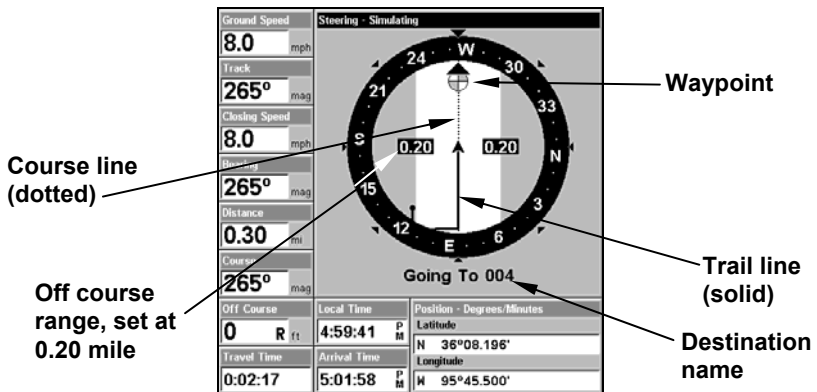 Ground Speed
8.0 mph
Track
265º mag
Closing Speed
8.0 mph
Bearing
265º mag
Distance
0.30 mi
Course
265º mag
Off Course
0 R ft
Travel Time
0:02:17
Steering - Simulating
24 W 30
21 33
S N
15 3
12 E 6
0.20 0.20
Going To 004
Local Time
4:59:41 PM
Arrival Time
5:01:58 PM
Position - Degrees/Minutes
Latitude
N 36º08.196'
Longitude
W 95º45.500'
Course line
(dotted)
Off course
range, set at
0.20 mile
Waypoint
Trail line
(solid)
Destination
name